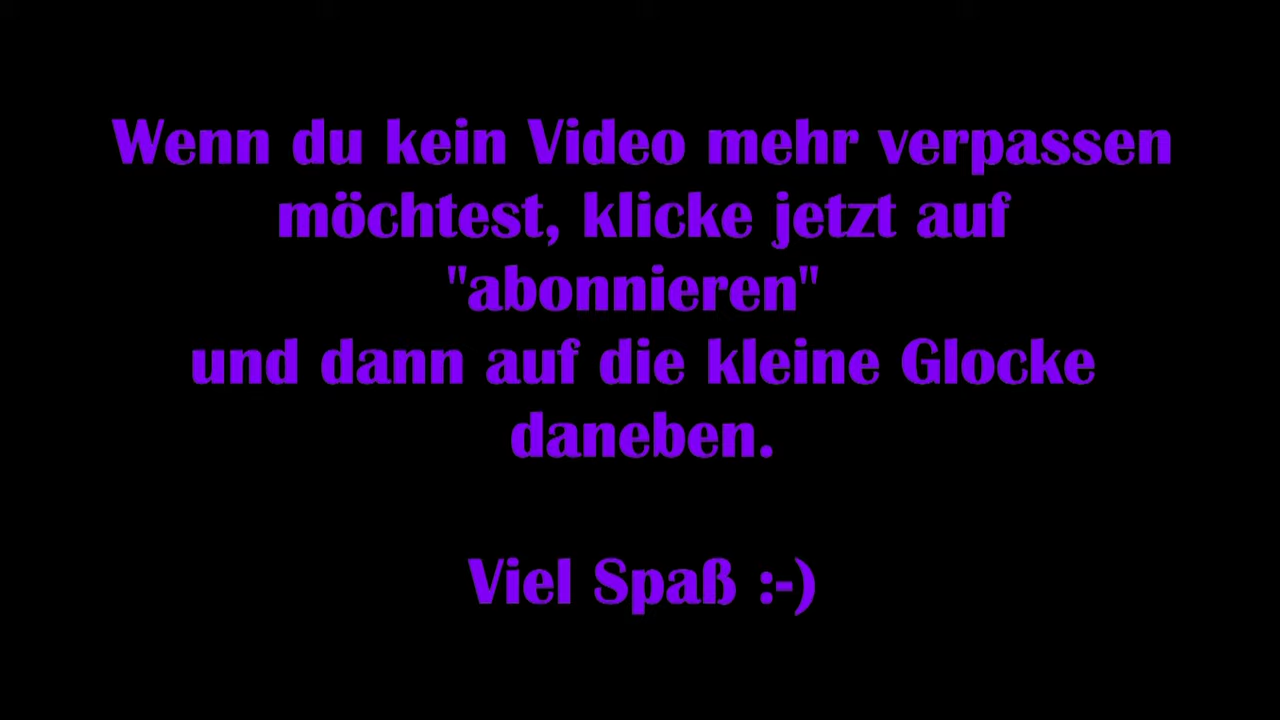 Wenn du kein Video mehr verpassen
möchtest, klicke jetzt auf
"abonnieren"
und dann auf die kleine Glocke
daneben.
Viel Spaß :-)